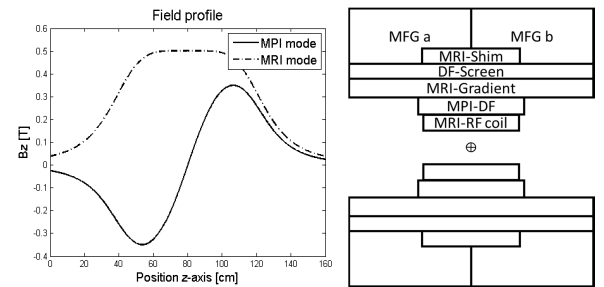 Field profile
MPI mode
MRI mode
Bz [T]
0.6
0.5
0.4
0.3
0.2
0.1
0
-0.1
-0.2
-0.3
-0.4
0 20 40 60 80 100 120 140 160
Position z-axis [cm]
MFG a MFG b
MRI-Shim
DF-Screen
MRI-Gradient
MPI-DF
MRI-RF coil